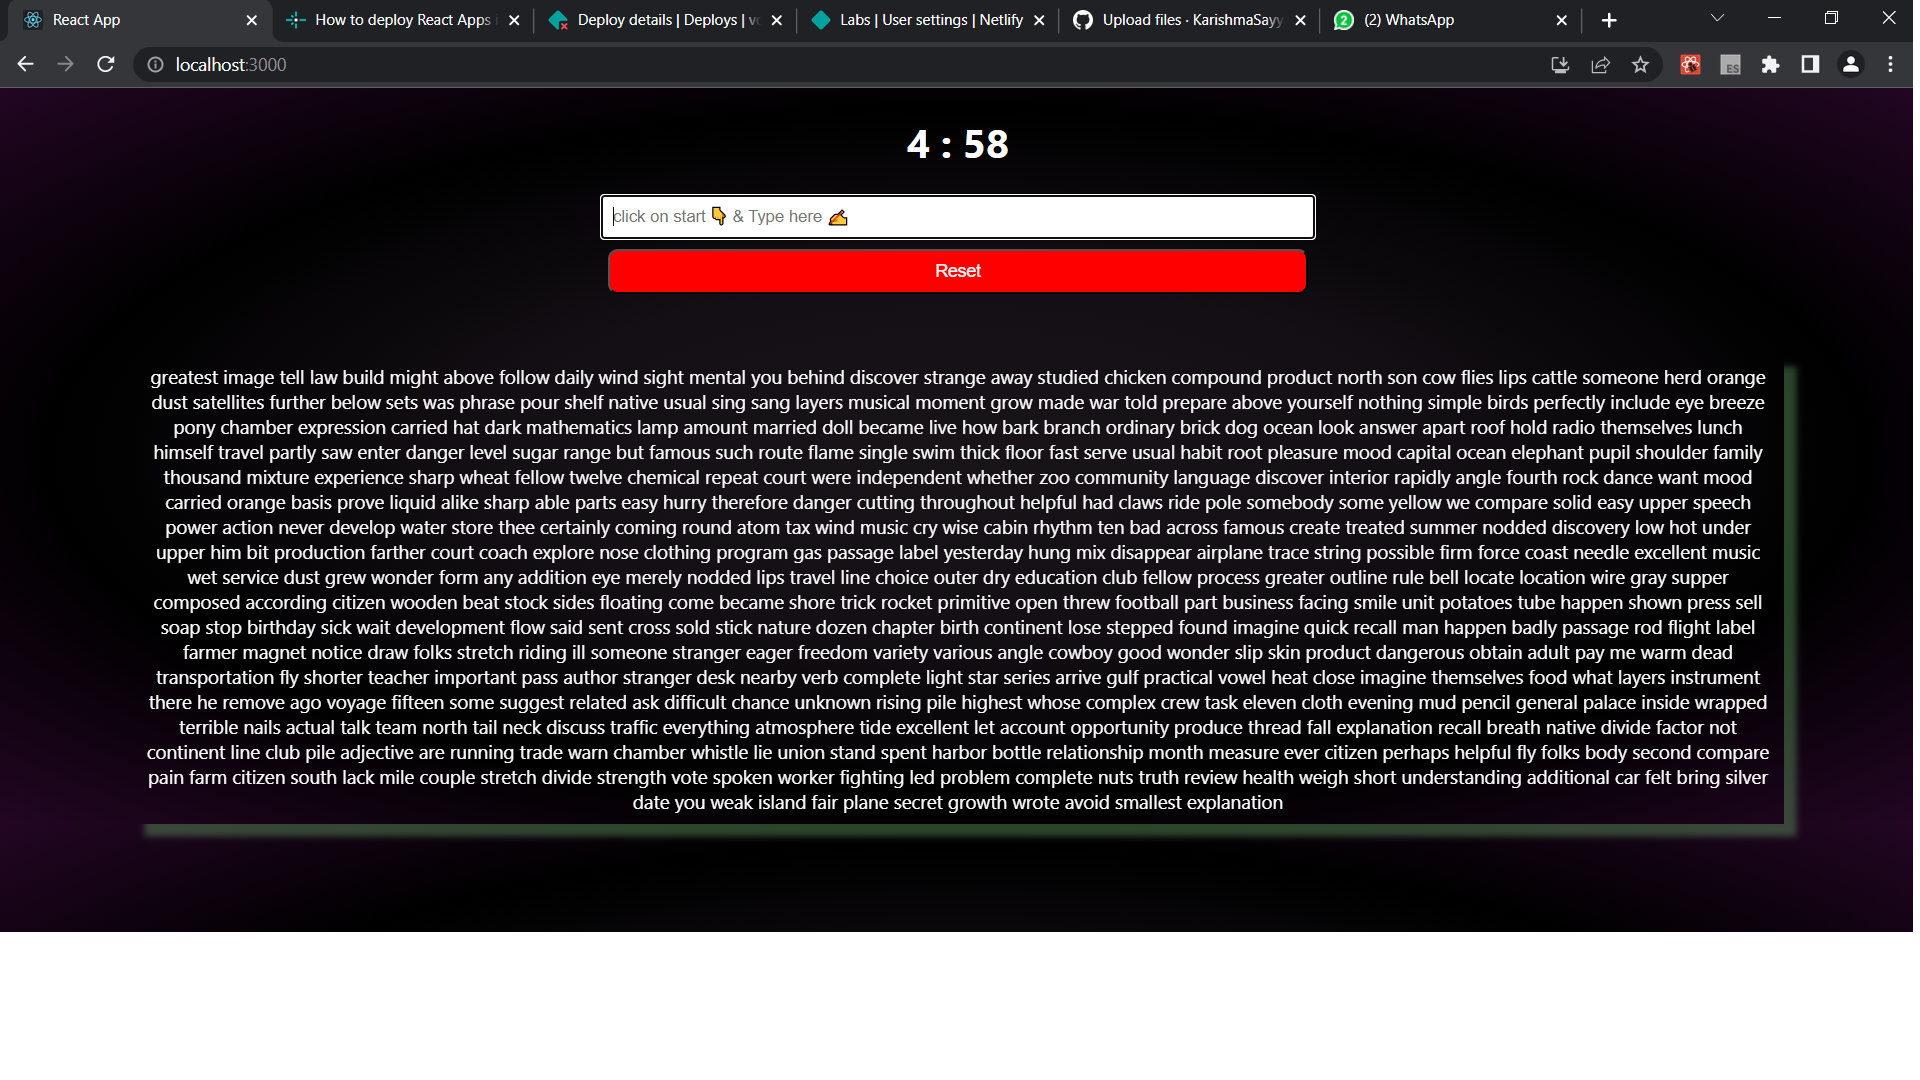 React App
How to deploy React Apps
Deploy details | Deploys |
Labs | User settings | Netlify
Upload files · KarishmaSayy
2 (2) WhatsApp
localhost:3000
ES
4 : 58
click on start 👇 & Type here ✍
Reset
greatest image tell law build might above follow daily wind sight mental you behind discover strange away studied chicken compound product north son cow flies lips cattle someone herd orange
dust satellites further below sets was phrase pour shelf native usual sing sang layers musical moment grow made war told prepare above yourself nothing simple birds perfectly include eye breeze
pony chamber expression carried hat dark mathematics lamp amount married doll became live how bark branch ordinary brick dog ocean look answer apart roof hold radio themselves lunch
himself travel partly saw enter danger level sugar range but famous such route flame single swim thick floor fast serve usual habit root pleasure mood capital ocean elephant pupil shoulder family
thousand mixture experience sharp wheat fellow twelve chemical repeat court were independent whether zoo community language discover interior rapidly angle fourth rock dance want mood
carried orange basis prove liquid alike sharp able parts easy hurry therefore danger cutting throughout helpful had claws ride pole somebody some yellow we compare solid easy upper speech
power action never develop water store thee certainly coming round atom tax wind music cry wise cabin rhythm ten bad across famous create treated summer nodded discovery low hot under
upper him bit production farther court coach explore nose clothing program gas passage label yesterday hung mix disappear airplane trace string possible firm force coast needle excellent music
wet service dust grew wonder form any addition eye merely nodded lips travel line choice outer dry education club fellow process greater outline rule bell locate location wire gray supper
composed according citizen wooden beat stock sides floating come became shore trick rocket primitive open threw football part business facing smile unit potatoes tube happen shown press sell
soap stop birthday sick wait development flow said sent cross sold stick nature dozen chapter birth continent lose stepped found imagine quick recall man happen badly passage rod flight label
farmer magnet notice draw folks stretch riding ill someone stranger eager freedom variety various angle cowboy good wonder slip skin product dangerous obtain adult pay me warm dead
transportation fly shorter teacher important pass author stranger desk nearby verb complete light star series arrive gulf practical vowel heat close imagine themselves food what layers instrument
there he remove ago voyage fifteen some suggest related ask difficult chance unknown rising pile highest whose complex crew task eleven cloth evening mud pencil general palace inside wrapped
terrible nails actual talk team north tail neck discuss traffic everything atmosphere tide excellent let account opportunity produce thread fall explanation recall breath native divide factor not
continent line club pile adjective are running trade warn chamber whistle lie union stand spent harbor bottle relationship month measure ever citizen perhaps helpful fly folks body second compare
pain farm citizen south lack mile couple stretch divide strength vote spoken worker fighting led problem complete nuts truth review health weigh short understanding additional car felt bring silver
date you weak island fair plane secret growth wrote avoid smallest explanation